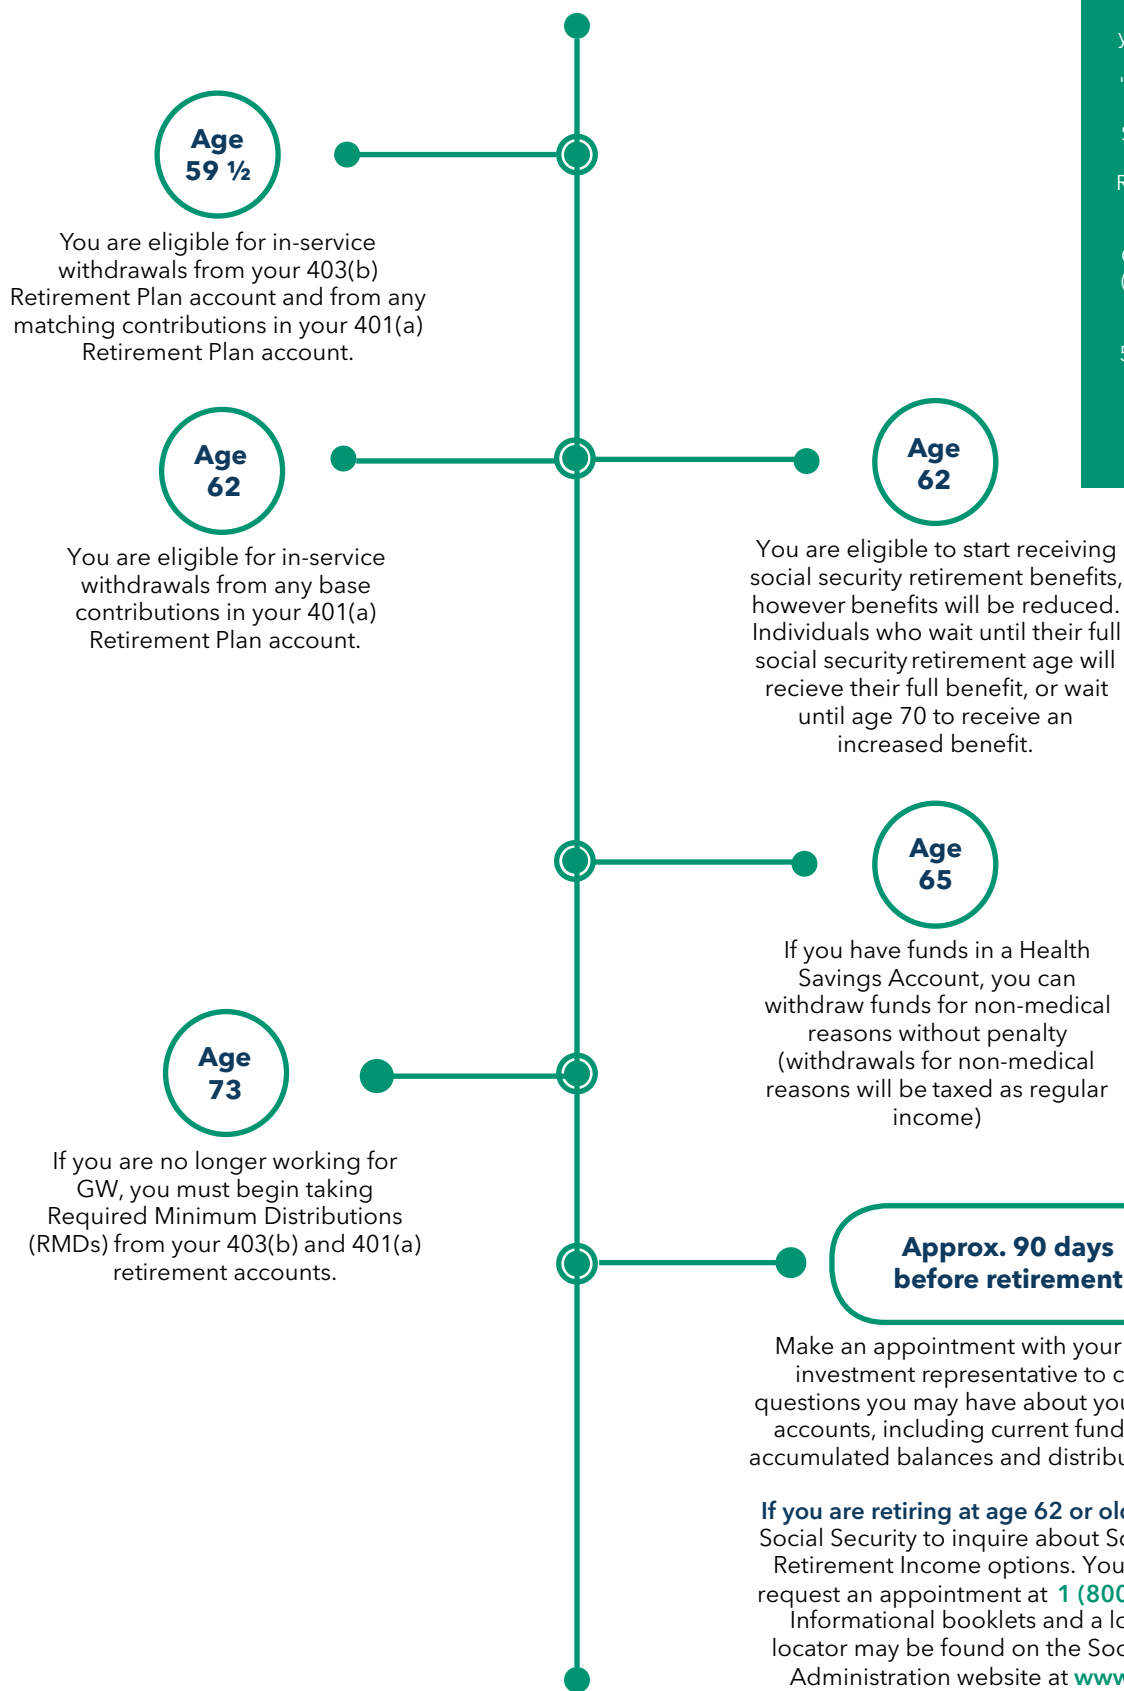 Age
59 ½
You are eligible for in-service
withdrawals from your 403(b)
Retirement Plan account and from any
matching contributions in your 401(a)
Retirement Plan account.
Age
62
You are eligible for in-service
withdrawals from any base
contributions in your 401(a)
Retirement Plan account.
Age
62
You are eligible to start receiving
social security retirement benefits,
however benefits will be reduced.
Individuals who wait until their full
social security retirement age will
recieve their full benefit, or wait
until age 70 to receive an
increased benefit.
Age
65
If you have funds in a Health
Savings Account, you can
withdraw funds for non-medical
reasons without penalty
(withdrawals for non-medical
reasons will be taxed as regular
income)
Age
73
If you are no longer working for
GW, you must begin taking
Required Minimum Distributions
(RMDs) from your 403(b) and 401(a)
retirement accounts.
Approx. 90 days
before retirement
Make an appointment with your
investment representative to
questions you may have about
accounts, including current
accumulated balances and
If you are retiring at age 62 or
Social Security to inquire about
Retirement Income options. You
request an appointment at 1 (800
Informational booklets and a
locator may be found on the
Administration website at www